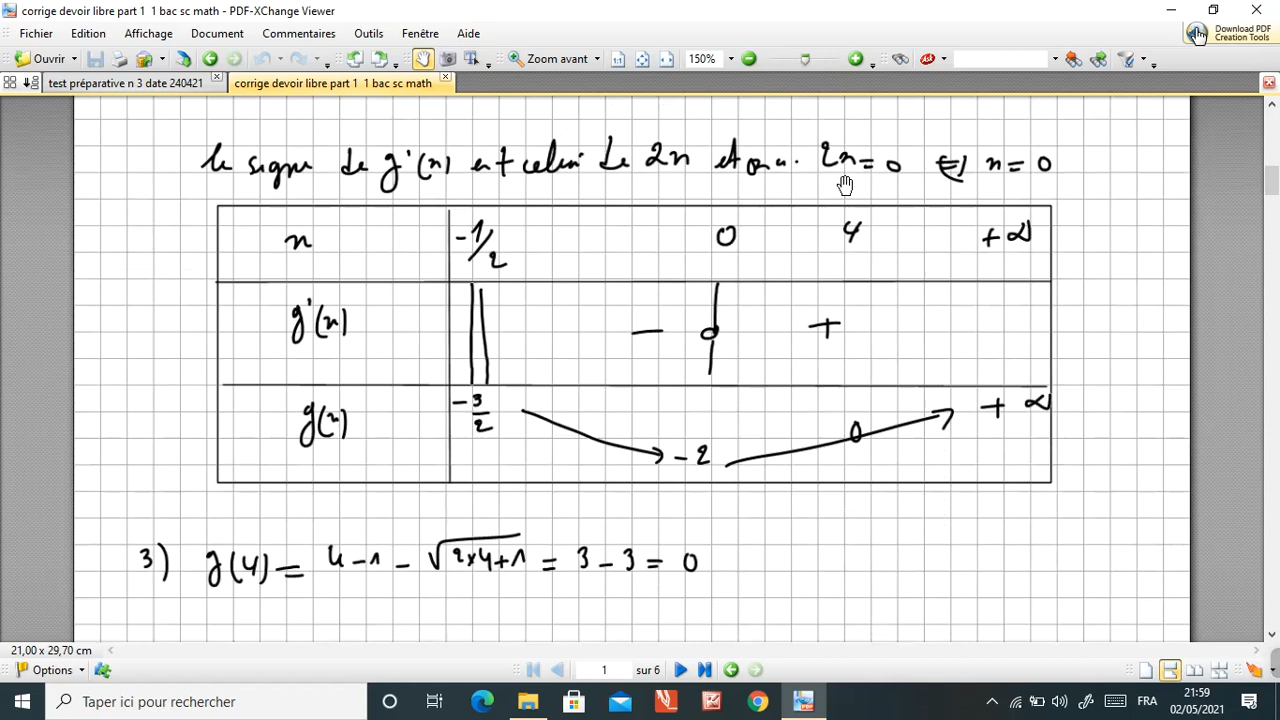 corrige devoir libre part 1 1 bac sc math - PDF-XChange Viewer
Fichier Edition Affichage Document Commentaires Outils Fenêtre Aide
Download PDF
Creation Tools
Ouvrir Zoom avant 150%
test préparative n 3 date 240421 corrige devoir libre part 1 1 bac sc math
le signe de g'(x) est celui de 2x et on a. 2x = 0 ⇔ x = 0
x -1/2 0 4 +∞
g'(x) - 0 +
g(x) -3/2 -2 0 +∞
3) g(4) = 4-1 - √(2×4+1) = 3 - 3 = 0
21,00 x 29,70 cm
Options 1 sur 6
Taper ici pour rechercher
FRA
21:59
02/05/2021